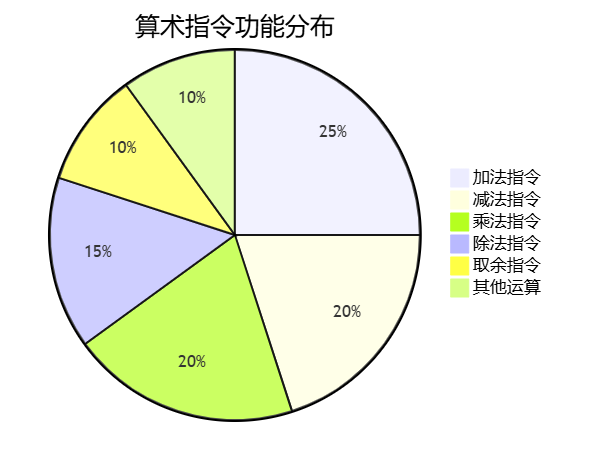 算术指令功能分布
10%
25%
10%
15%
20%
20%
加法指令
减法指令
乘法指令
除法指令
取余指令
其他运算